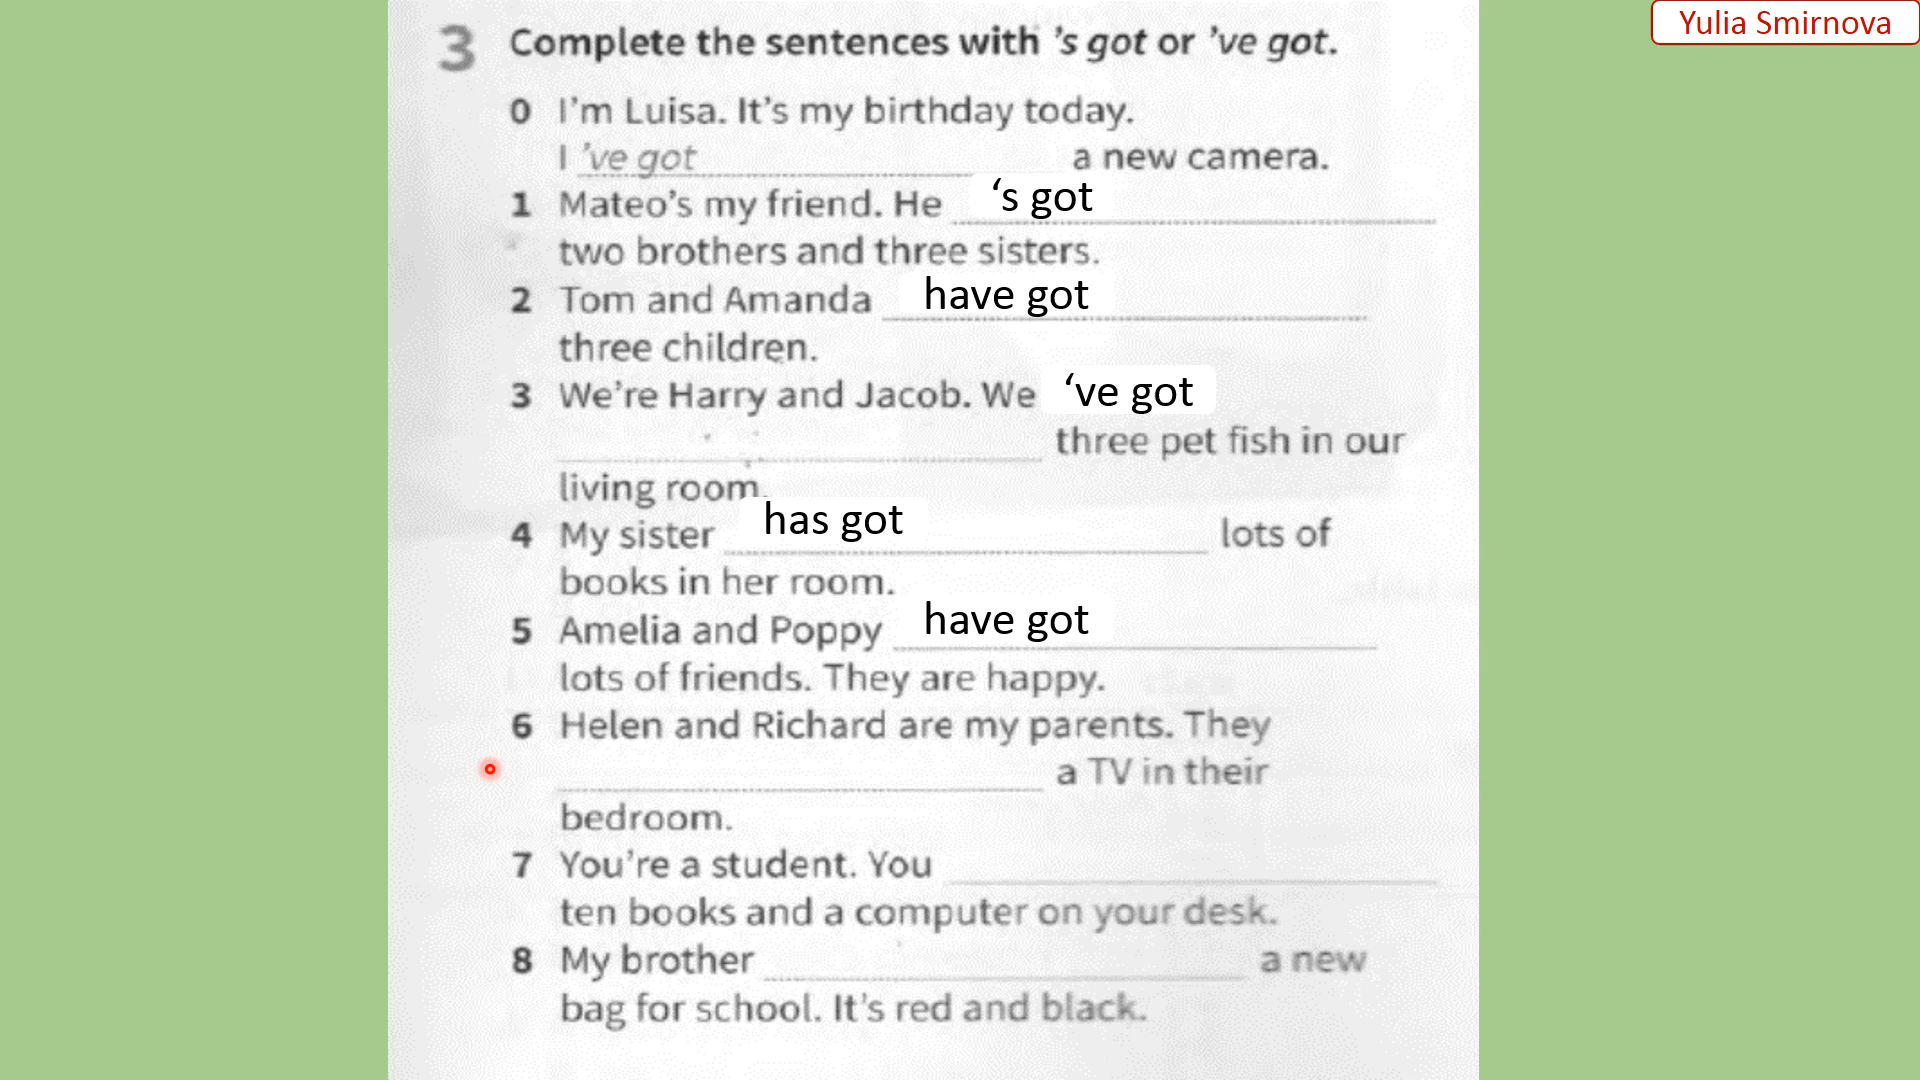 Yulia Smirnova
3 Complete the sentences with ’s got or ’ve got.
0 I’m Luisa. It’s my birthday today.
I ’ve got a new camera.
1 Mateo’s my friend. He ‘s got
two brothers and three sisters.
2 Tom and Amanda have got
three children.
3 We’re Harry and Jacob. We ‘ve got
three pet fish in our
living room.
4 My sister has got lots of
books in her room.
5 Amelia and Poppy have got
lots of friends. They are happy.
6 Helen and Richard are my parents. They
a TV in their
bedroom.
7 You’re a student. You
ten books and a computer on your desk.
8 My brother a new
bag for school. It’s red and black.